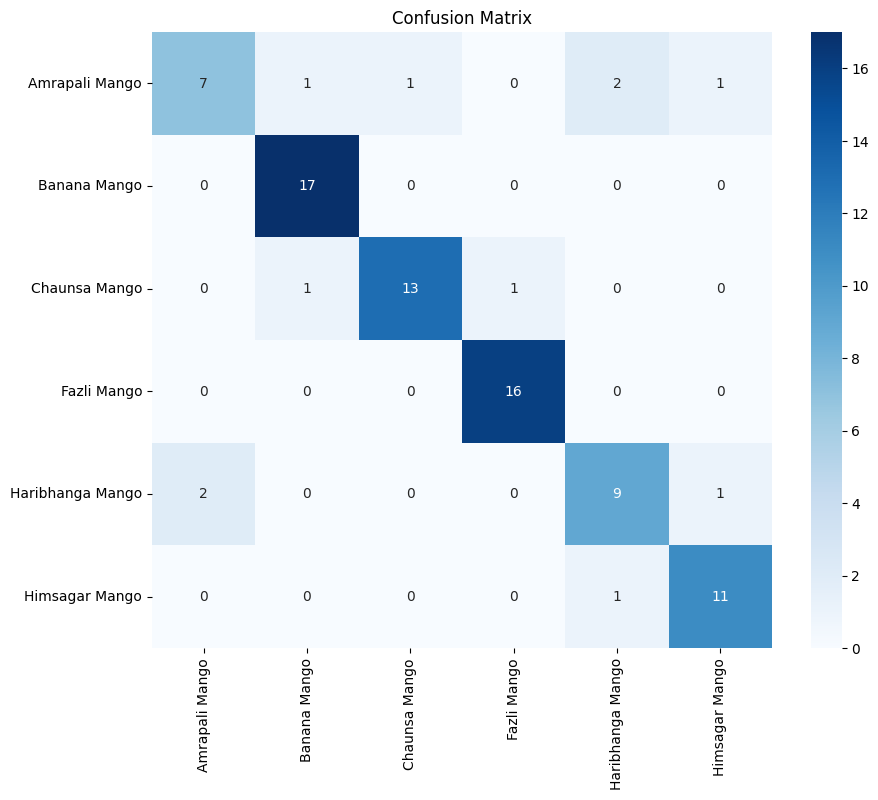 Confusion Matrix
Amrapali Mango 7 1 1 0 2 1
Banana Mango 0 17 0 0 0 0
Chaunsa Mango 0 1 13 1 0 0
Fazli Mango 0 0 0 16 0 0
Haribhanga Mango 2 0 0 0 9 1
Himsagar Mango 0 0 0 0 1 11
Amrapali Mango
Banana Mango
Chaunsa Mango
Fazli Mango
Haribhanga Mango
Himsagar Mango
16
14
12
10
8
6
4
2
0